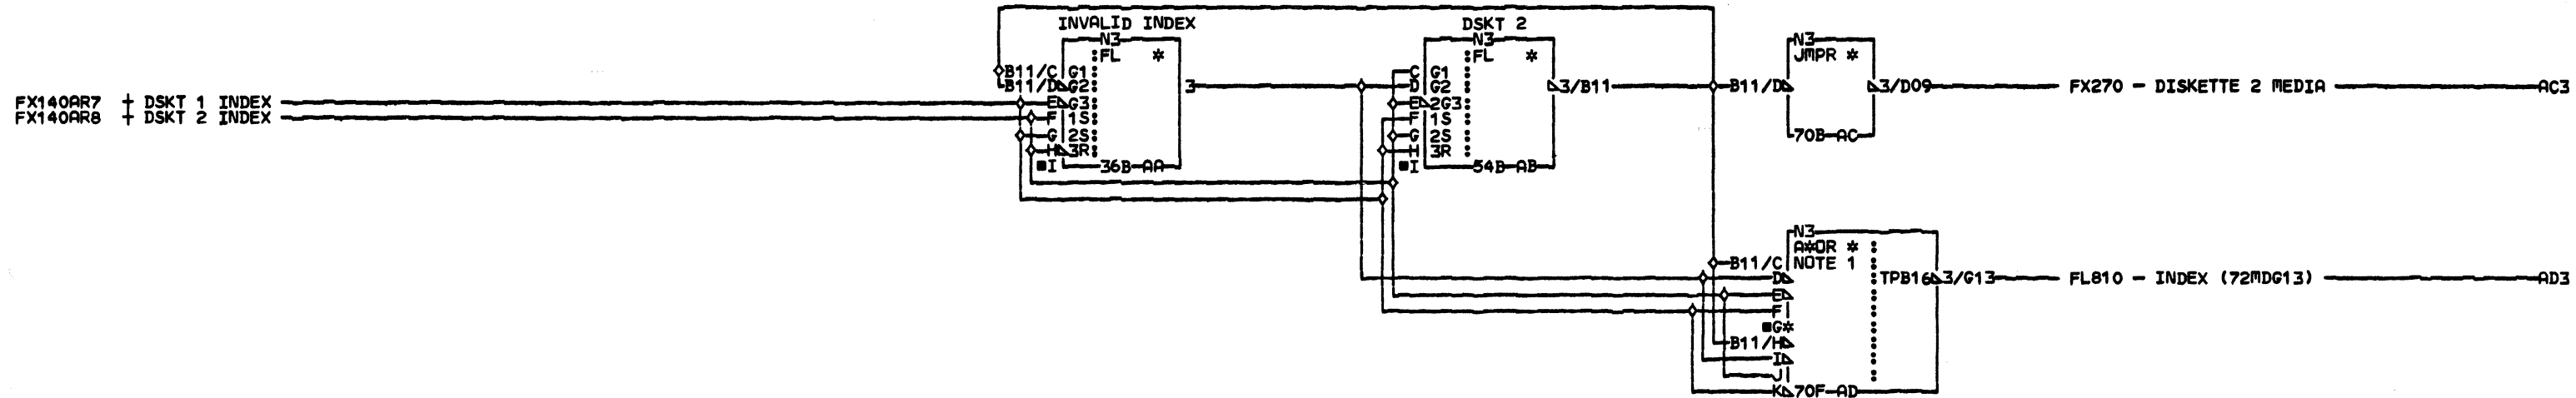 INVALID INDEX
DSKT 2
N3
FL *
B11/C G1
B11/D G2
E G3
F 1S
G 2S
H 3R
I
36B-AA
3
N3
FL *
C G1
D G2
E 2G3
F 1S
G 2S
H 3R
I
54B-AB
3/B11
B11/D
N3
JMPR *
70B-AC
3/D09
FX270 - DISKETTE 2 MEDIA
AC3
FX140AR7 + DSKT 1 INDEX
FX140AR8 + DSKT 2 INDEX
N3
A*OR *
B11/C NOTE 1
D
E
F
G*
B11/H
I
J
K 70F-AD
TPB16 3/G13
FL810 - INDEX (72MDG13)
AD3